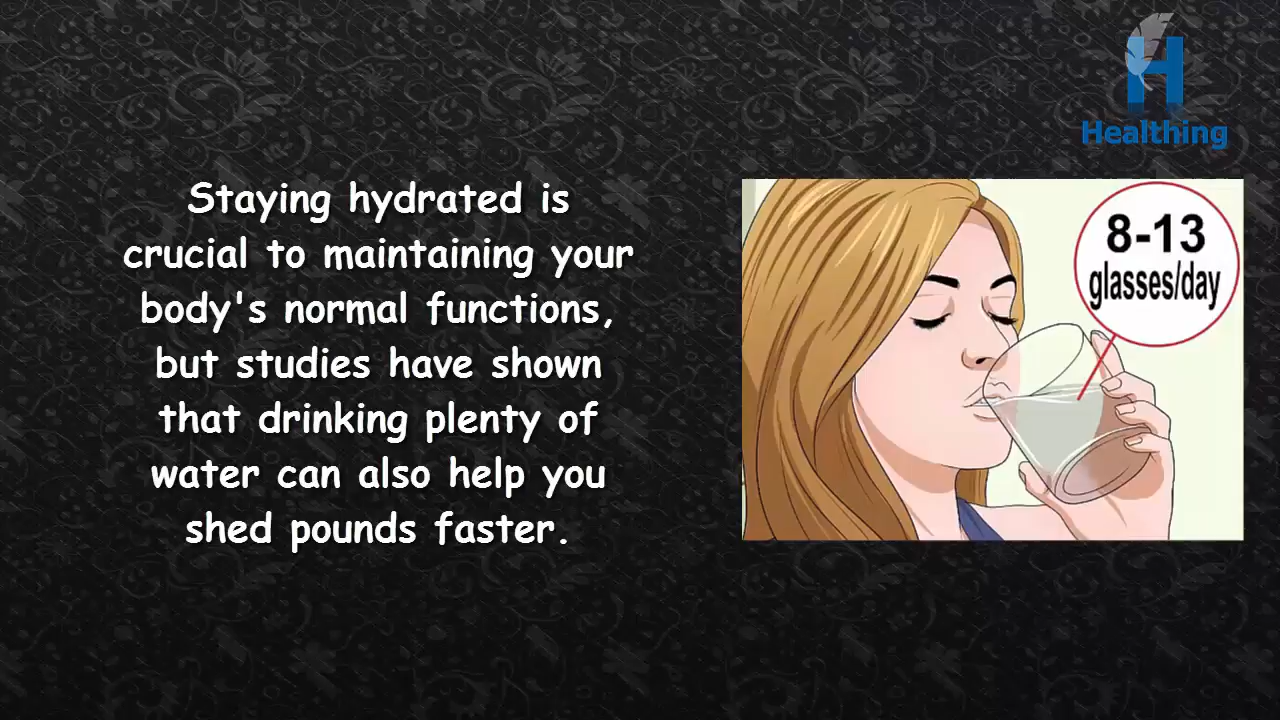 H
Healthing
Staying hydrated is
crucial to maintaining your
body's normal functions,
but studies have shown
that drinking plenty of
water can also help you
shed pounds faster.
8-13
glasses/day